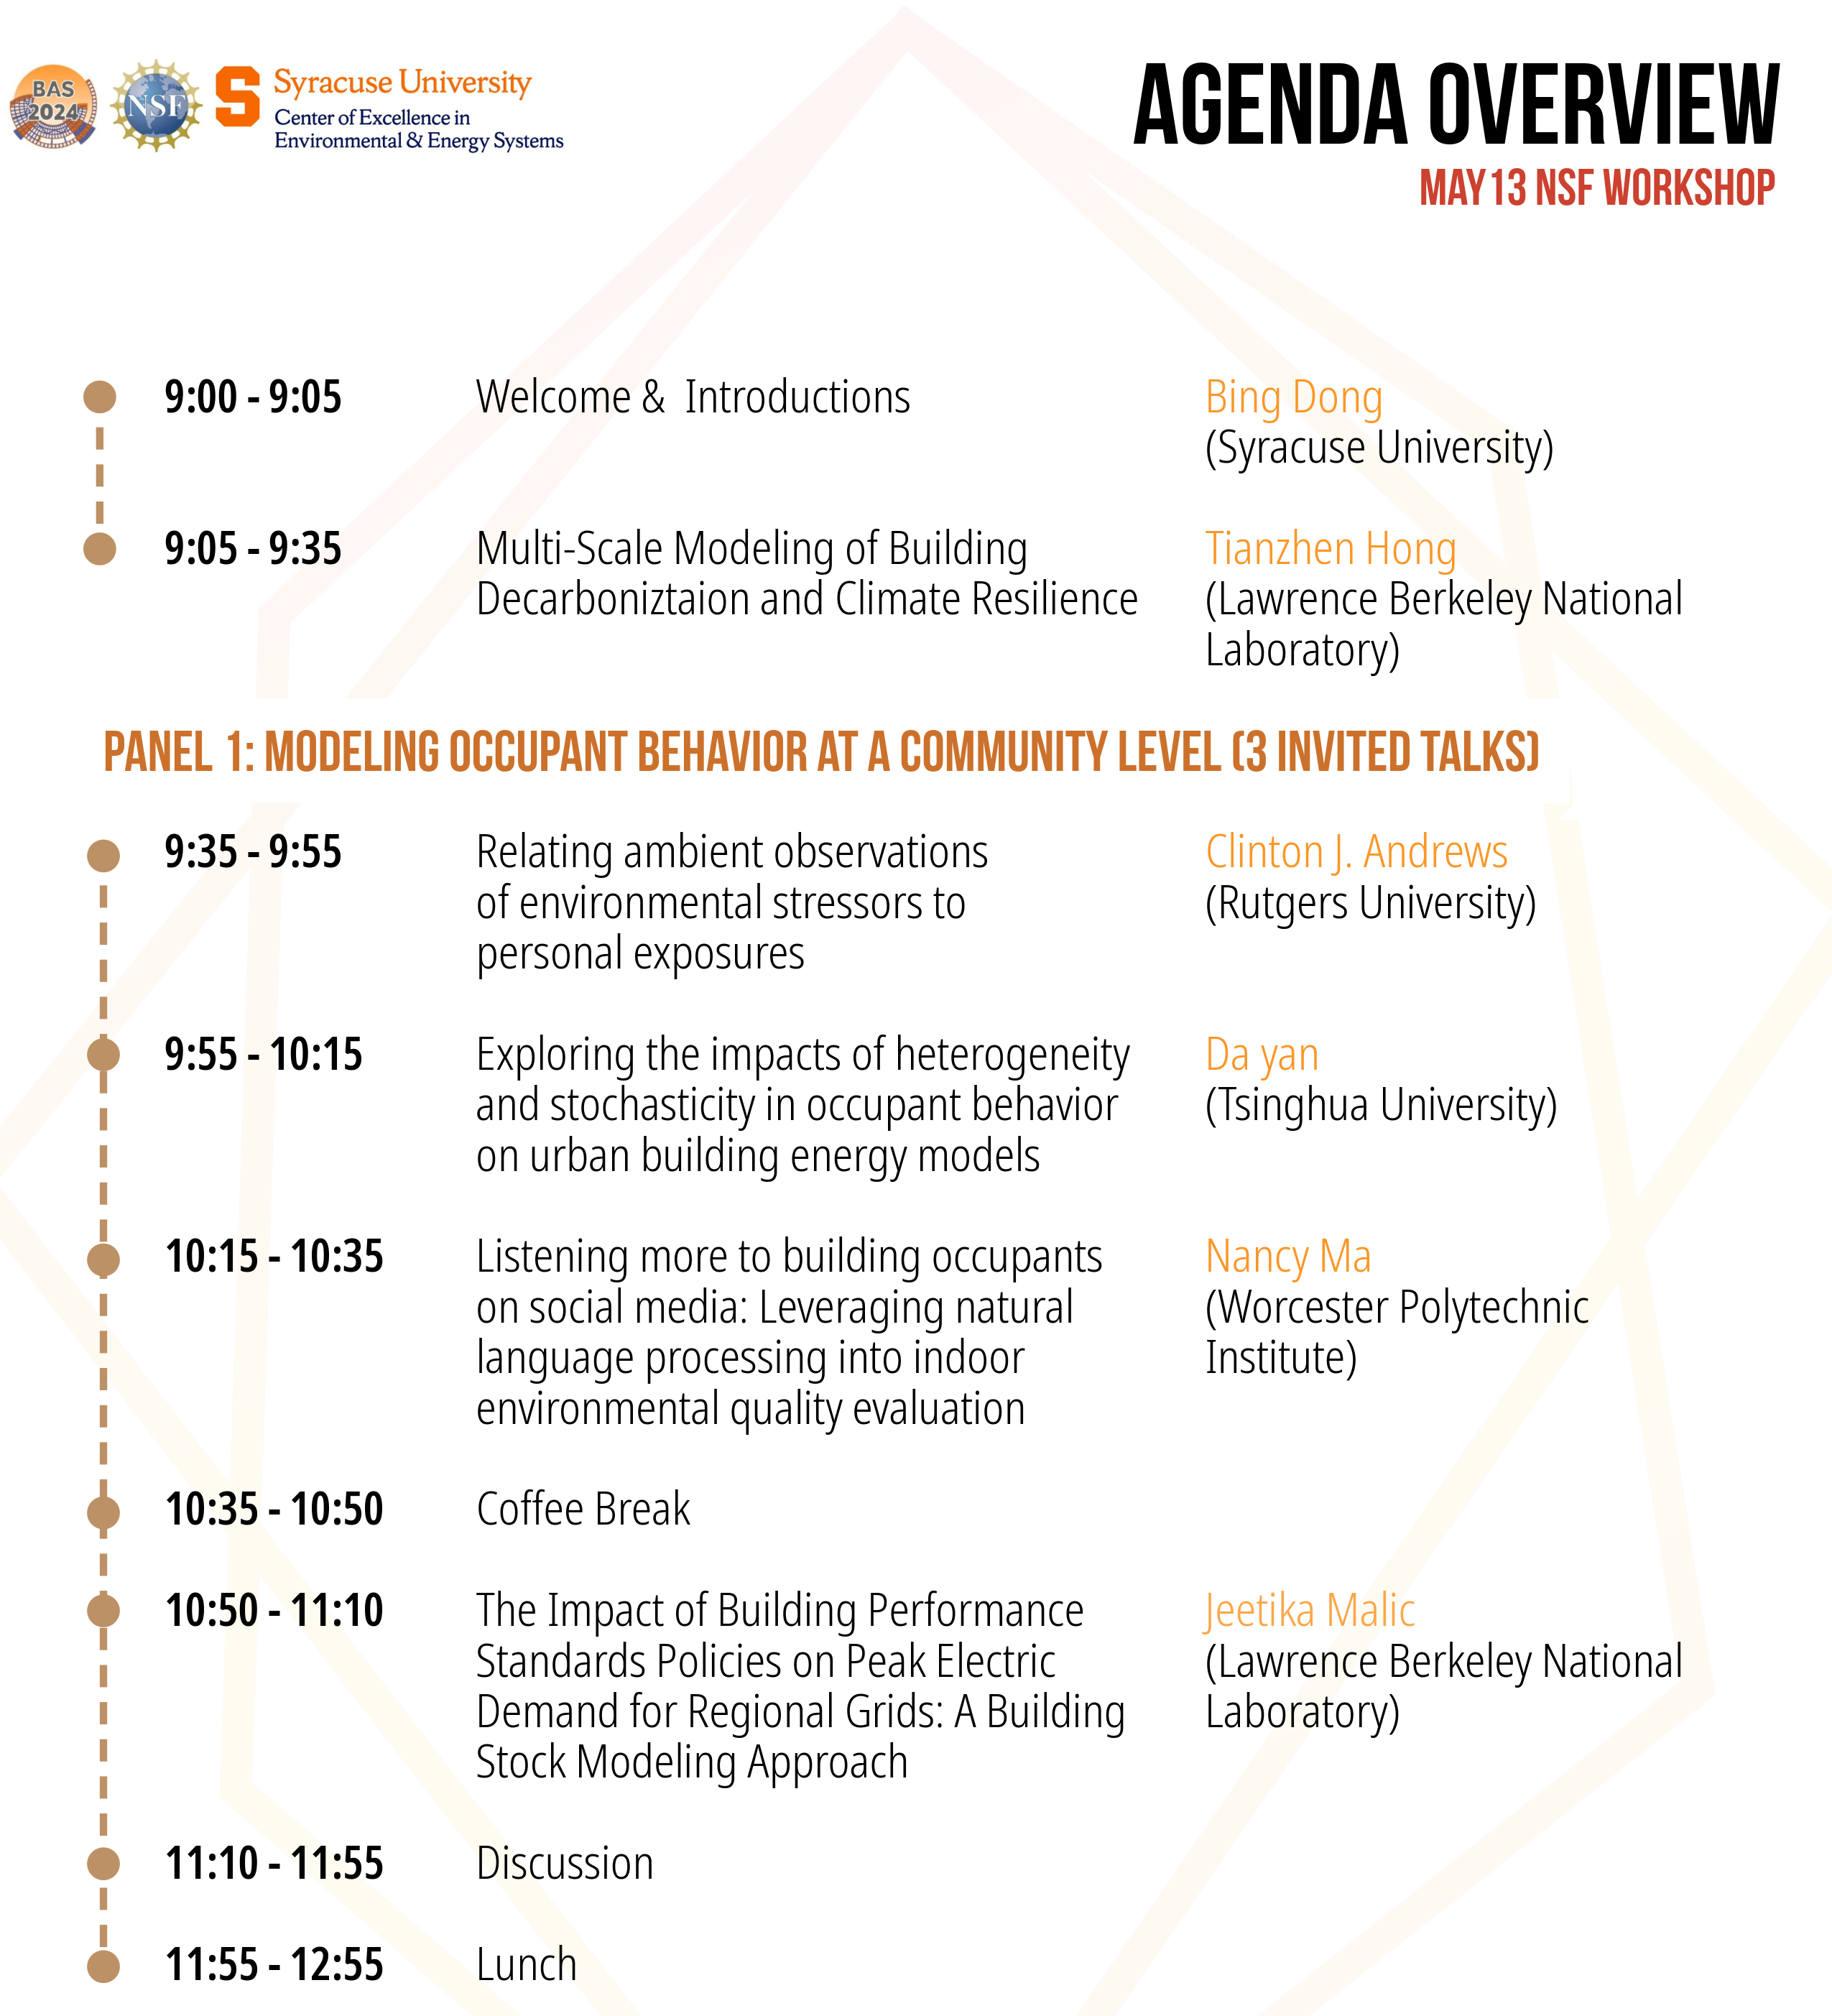 BAS
2024
NSF
S
Syracuse University
Center of Excellence in
Environmental & Energy Systems
AGENDA OVERVIEW
MAY13 NSF WORKSHOP
9:00 - 9:05
Welcome & Introductions
Bing Dong
(Syracuse University)
9:05 - 9:35
Multi-Scale Modeling of Building
Decarboniztaion and Climate Resilience
Tianzhen Hong
(Lawrence Berkeley National
Laboratory)
PANEL 1: MODELING OCCUPANT BEHAVIOR AT A COMMUNITY LEVEL (3 INVITED TALKS)
9:35 - 9:55
Relating ambient observations
of environmental stressors to
personal exposures
Clinton J. Andrews
(Rutgers University)
9:55 - 10:15
Exploring the impacts of heterogeneity
and stochasticity in occupant behavior
on urban building energy models
Da yan
(Tsinghua University)
10:15 - 10:35
Listening more to building occupants
on social media: Leveraging natural
language processing into indoor
environmental quality evaluation
Nancy Ma
(Worcester Polytechnic
Institute)
10:35 - 10:50
Coffee Break
10:50 - 11:10
The Impact of Building Performance
Standards Policies on Peak Electric
Demand for Regional Grids: A Building
Stock Modeling Approach
Jeetika Malic
(Lawrence Berkeley National
Laboratory)
11:10 - 11:55
Discussion
11:55 - 12:55
Lunch